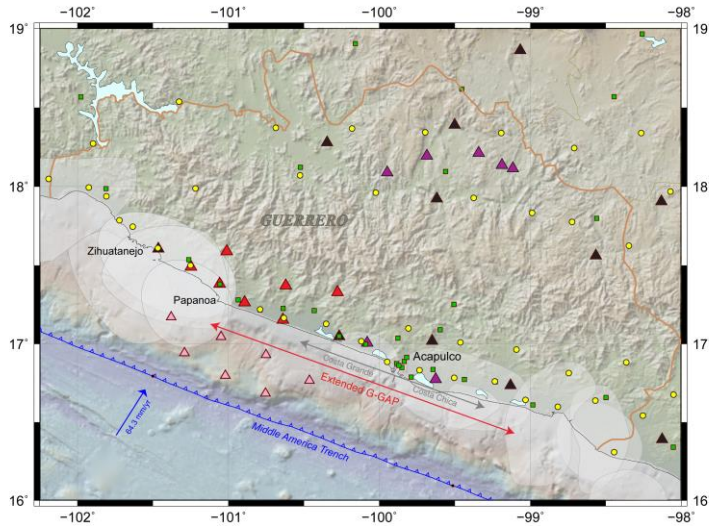 −102° −101° −100° −99° −98°
19° 19°
18° 18°
GUERRERO
Zihuatanejo
Papanoa
17° 17°
Acapulco
Costa Grande
Costa Chica
Extended G-GAP
64.3 mm/yr
Middle America Trench
16° 16°
−102° −101° −100° −99° −98°